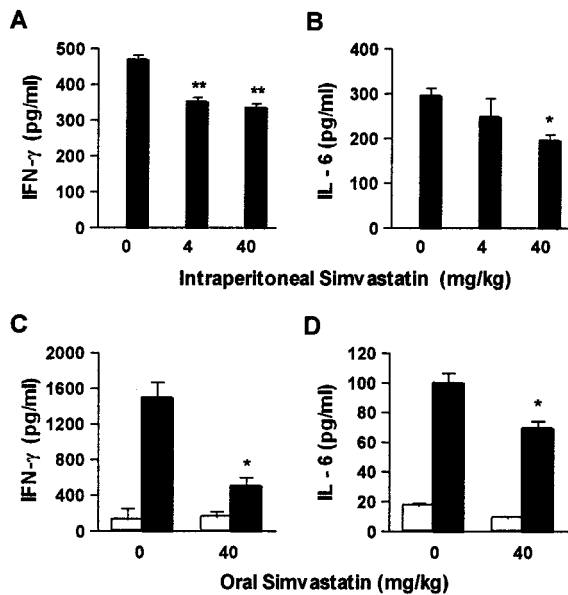 A
B
IFN-γ (pg/ml)
500
400
300
200
100
0
**
**
0 4 40
IL - 6 (pg/ml)
400
300
200
100
0
*
0 4 40
Intraperitoneal Simvastatin (mg/kg)
C
D
IFN-γ (pg/ml)
2000
1600
1200
800
400
0
*
0 40
IL - 6 (pg/ml)
120
100
80
60
40
20
0
*
0 40
Oral Simvastatin (mg/kg)